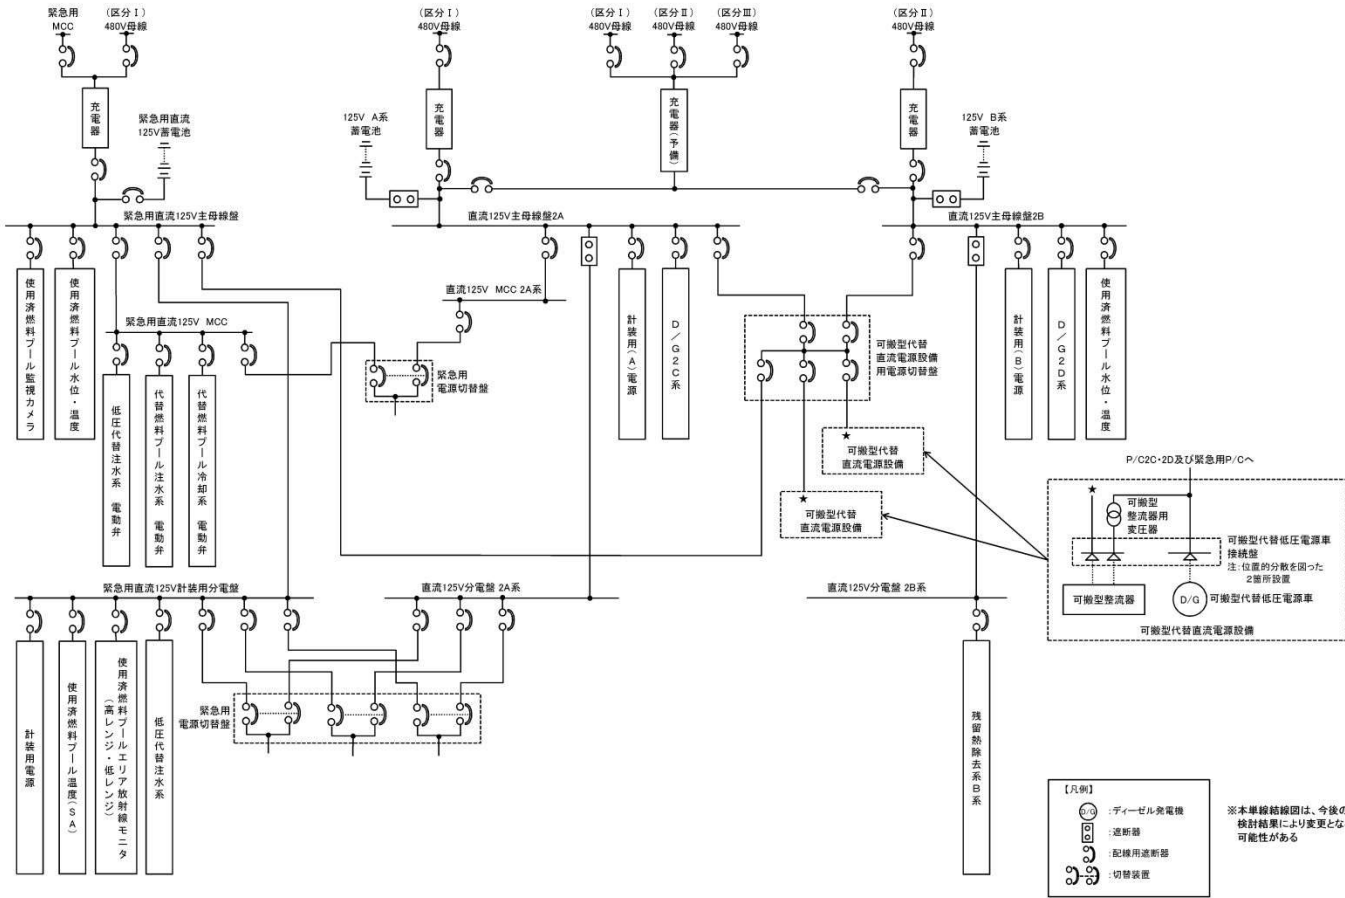 緊急用
MCC
(区分Ⅰ)
480V母線
(区分Ⅰ)
480V母線
(区分Ⅰ)
480V母線
(区分Ⅱ)
480V母線
(区分Ⅲ)
480V母線
(区分Ⅱ)
480V母線
充電器
緊急用直流
125V蓄電池
125V A系
蓄電池
充電器
充電器(予備)
充電器
125V B系
蓄電池
緊急用直流125V主母線盤
直流125V主母線盤2A
直流125V主母線盤2B
使用済燃料プール監視カメラ
使用済燃料プール水位・温度
緊急用直流125V MCC
低圧代替注水系 電動弁
代替燃料プール注水系 電動弁
代替燃料プール冷却系 電動弁
直流125V MCC 2A系
緊急用
電源切替盤
計装用(A)電源
D/G2C系
可搬型代替
直流電源設備
用電源切替盤
計装用(B)電源
D/G2D系
使用済燃料プール水位・温度
★
可搬型代替
直流電源設備
★
可搬型代替
直流電源設備
P/C2C・2D及び緊急用P/Cへ
★
可搬型
整流器用
変圧器
可搬型代替低圧電源車
接続盤
注:位置的分散を図った
2箇所設置
可搬型整流器
D/G
可搬型代替低圧電源車
可搬型代替直流電源設備
緊急用直流125V計装用分電盤
直流125V分電盤 2A系
直流125V分電盤 2B系
計装用電源
使用済燃料プール温度(SA)
使用済燃料プールエリア放射線モニタ
(高レンジ・低レンジ)
低圧代替注水系
緊急用
電源切替盤
残留熱除去系B系
【凡例】
D/G
:ディーゼル発電機
:遮断器
:配線用遮断器
:切替装置
※本単線結線図は、今後の
検討結果により変更とな
可能性がある